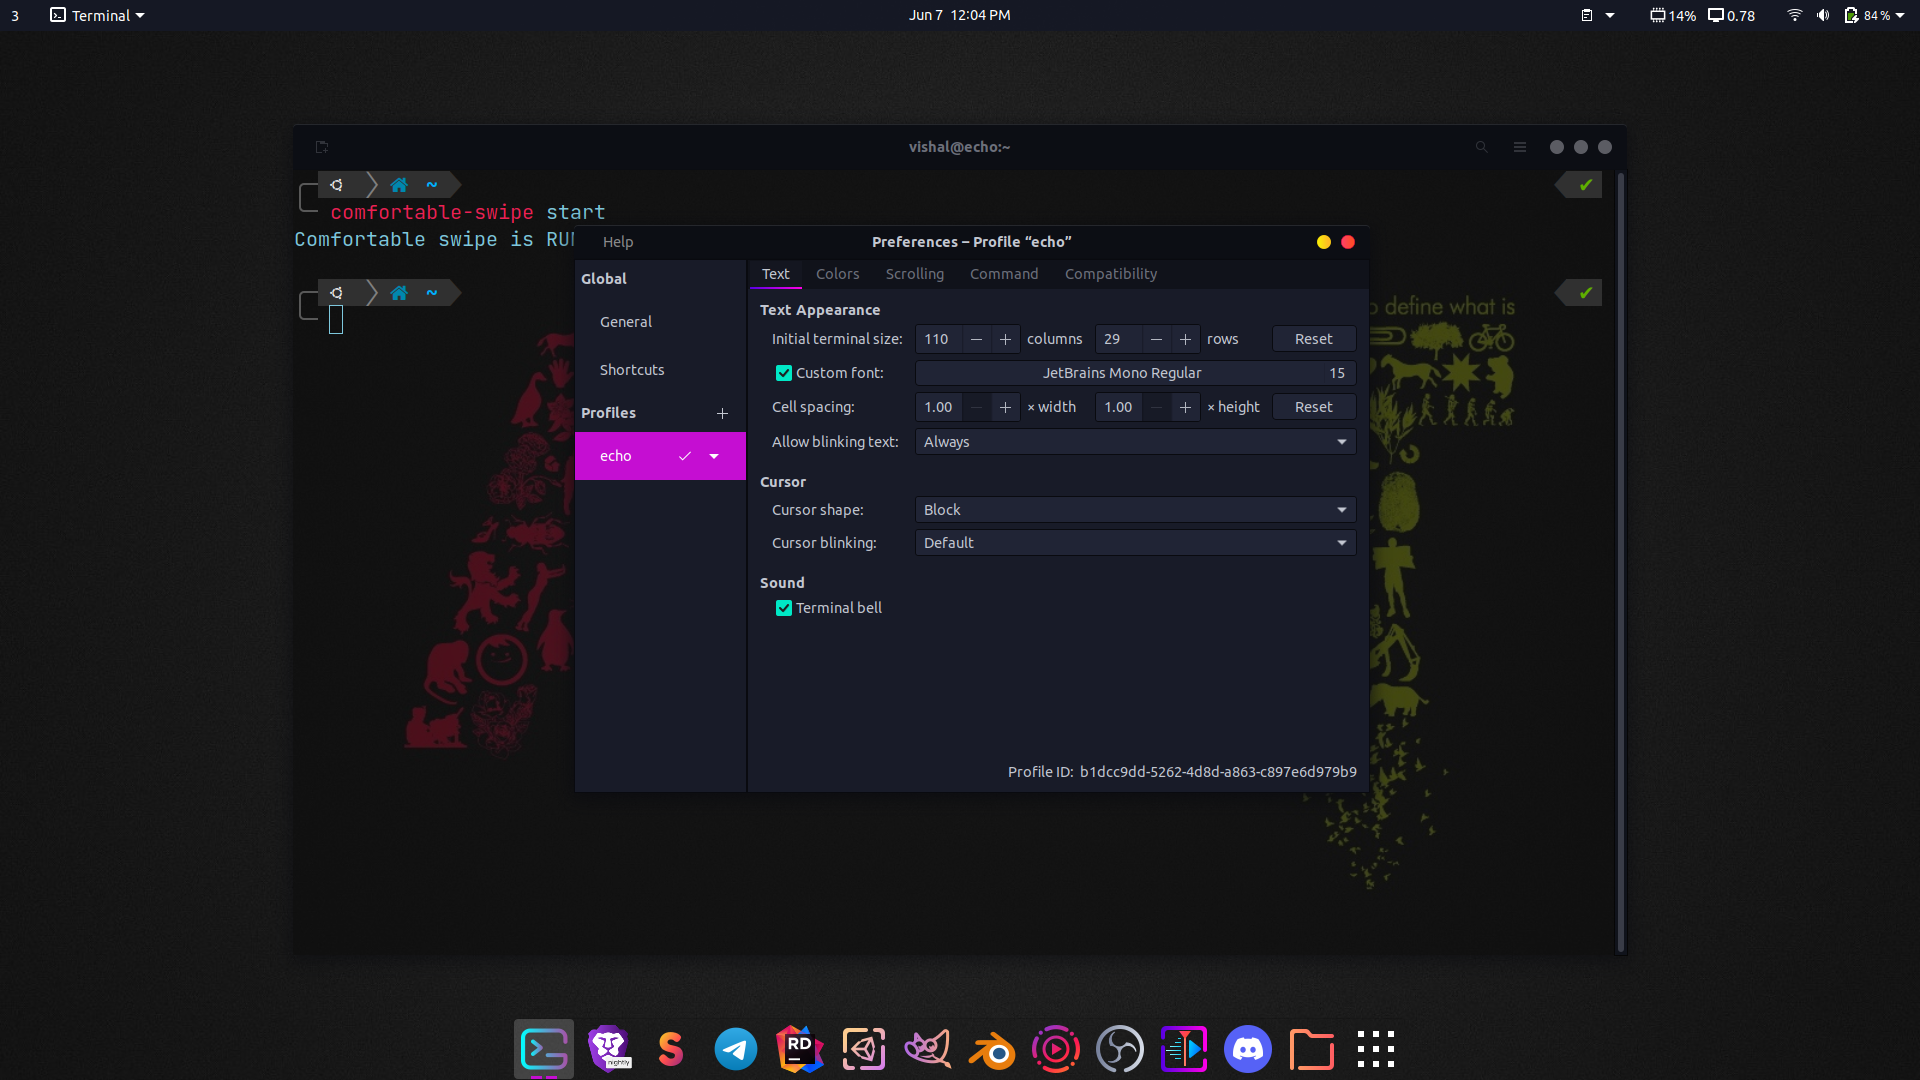 3 Terminal Jun 7 12:04 PM 14% 0.78 84 %
vishal@echo:~
~
comfortable-swipe start
Comfortable swipe is RUN
~
Help Preferences – Profile “echo”
Global
General
Shortcuts
Profiles
echo
Text Colors Scrolling Command Compatibility
Text Appearance
Initial terminal size: 110 − + columns 29 − + rows Reset
Custom font: JetBrains Mono Regular 15
Cell spacing: 1.00 − + × width 1.00 − + × height Reset
Allow blinking text: Always
Cursor
Cursor shape: Block
Cursor blinking: Default
Sound
Terminal bell
Profile ID: b1dcc9dd-5262-4d8d-a863-c897e6d979b9
define what is
nightly
S
RD